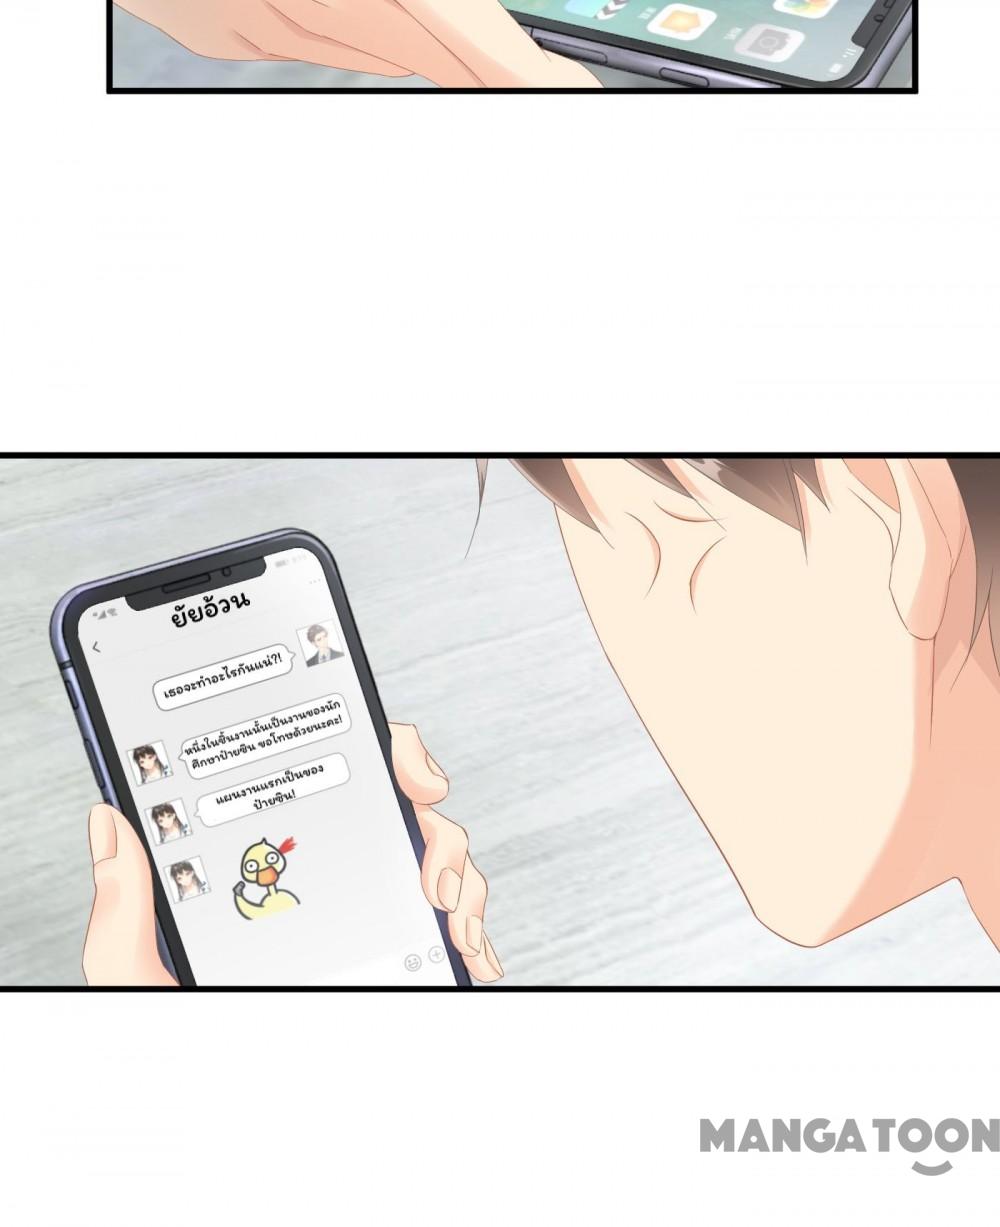 ยัยอ้วน
เธอจะทำอะไรกันแน่?!
หนึ่งในชิ้นงานนั้นเป็นงานของนัก
ศึกษาป๋ายซิน ขอโทษด้วยนะคะ!
แผนงานแรกเป็นของ
ป๋ายซิน!
MANGATOON